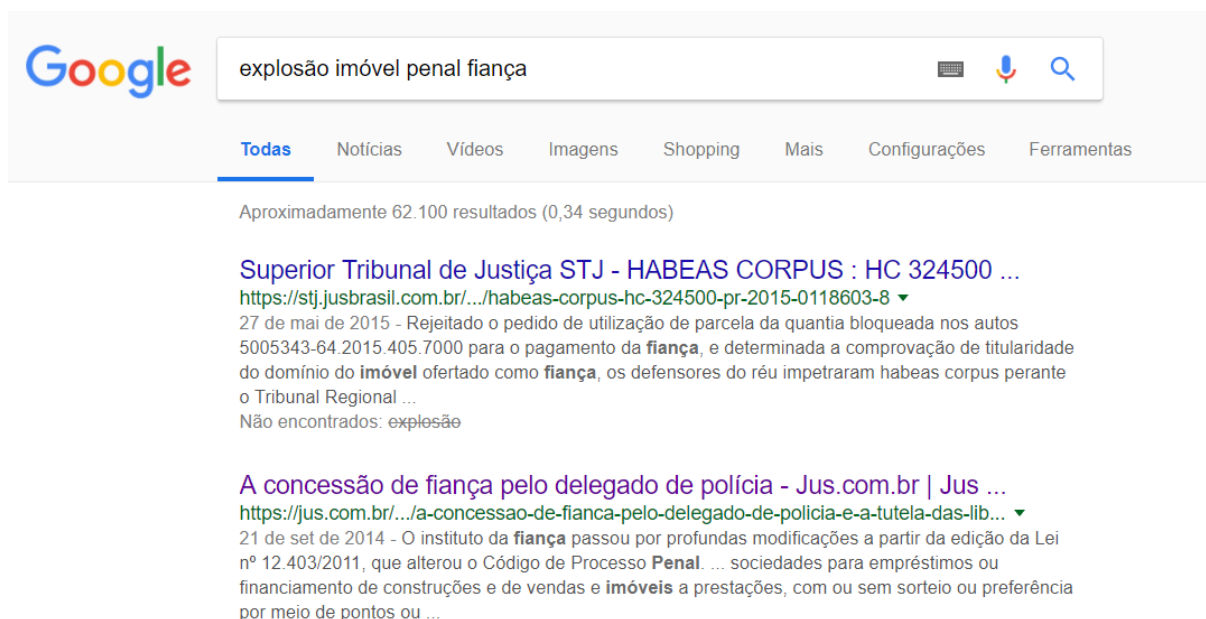 Google
explosão imóvel penal fiança
Todas Notícias Vídeos Imagens Shopping Mais Configurações Ferramentas
Aproximadamente 62.100 resultados (0,34 segundos)
Superior Tribunal de Justiça STJ - HABEAS CORPUS : HC 324500 ...
https://stj.jusbrasil.com.br/.../habeas-corpus-hc-324500-pr-2015-0118603-8
27 de mai de 2015 - Rejeitado o pedido de utilização de parcela da quantia bloqueada nos autos
5005343-64.2015.405.7000 para o pagamento da fiança, e determinada a comprovação de titularidade
do domínio do imóvel ofertado como fiança, os defensores do réu impetraram habeas corpus perante
o Tribunal Regional ...
Não encontrados: explosão
A concessão de fiança pelo delegado de polícia - Jus.com.br | Jus ...
https://jus.com.br/.../a-concessao-de-fianca-pelo-delegado-de-policia-e-a-tutela-das-lib...
21 de set de 2014 - O instituto da fiança passou por profundas modificações a partir da edição da Lei
nº 12.403/2011, que alterou o Código de Processo Penal. ... sociedades para empréstimos ou
financiamento de construções e de vendas e imóveis a prestações, com ou sem sorteio ou preferência
por meio de pontos ou ...